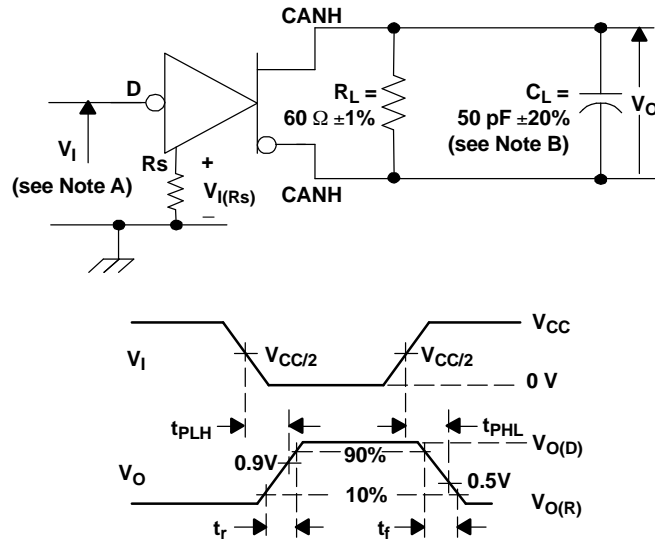 CANH
D
R_L =
60 Ω ±1%
C_L =
50 pF ±20%
(see Note B)
V_O
V_I
(see Note A)
Rs
+
V_I(Rs)
–
CANH
V_CC
V_I
V_CC/2
V_CC/2
0 V
t_PLH
t_PHL
V_O(D)
90%
0.9V
V_O
0.5V
10%
V_O(R)
t_r
t_f